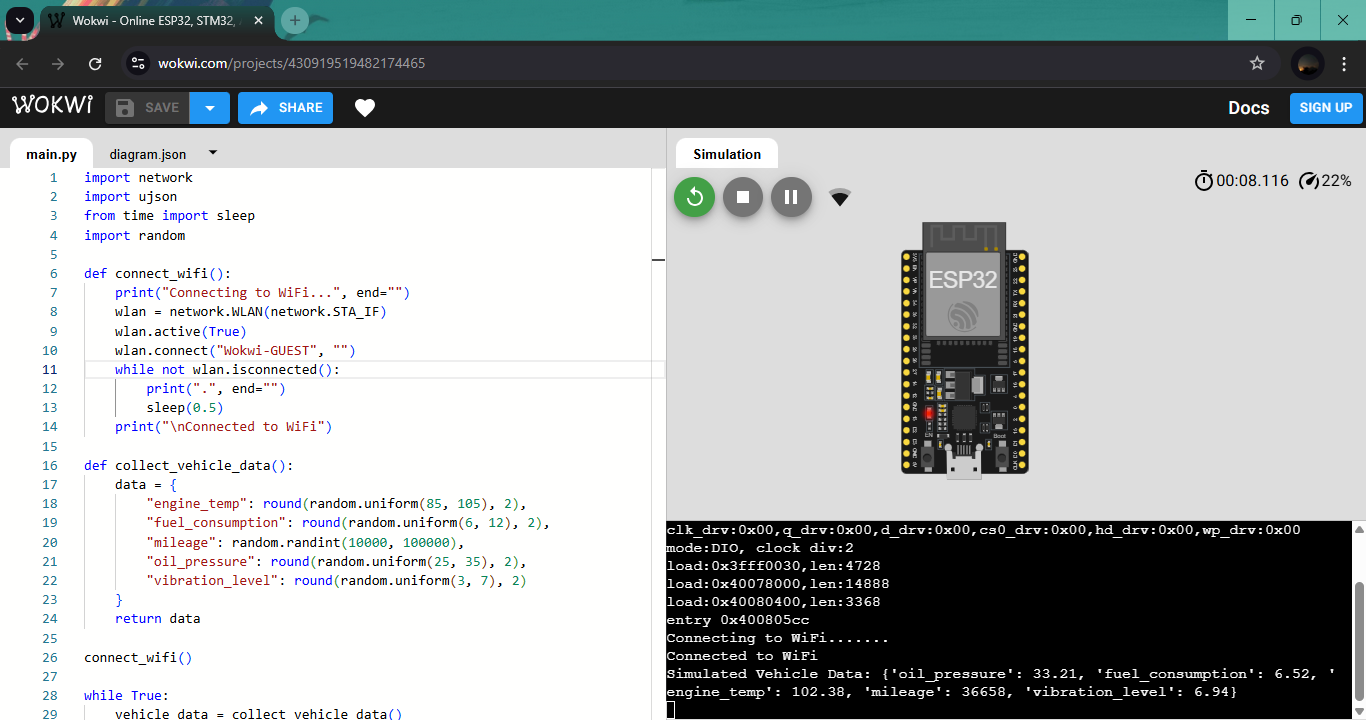 Wokwi - Online ESP32, STM32,
wokwi.com/projects/430919519482174465
WOKWI
SAVE
SHARE
Docs
SIGN UP
main.py
diagram.json
1 import network
2 import ujson
3 from time import sleep
4 import random
5
6 def connect_wifi():
7 print("Connecting to WiFi...", end="")
8 wlan = network.WLAN(network.STA_IF)
9 wlan.active(True)
10 wlan.connect("Wokwi-GUEST", "")
11 while not wlan.isconnected():
12 print(".", end="")
13 sleep(0.5)
14 print("\nConnected to WiFi")
15
16 def collect_vehicle_data():
17 data = {
18 "engine_temp": round(random.uniform(85, 105), 2),
19 "fuel_consumption": round(random.uniform(6, 12), 2),
20 "mileage": random.randint(10000, 100000),
21 "oil_pressure": round(random.uniform(25, 35), 2),
22 "vibration_level": round(random.uniform(3, 7), 2)
23 }
24 return data
25
26 connect_wifi()
27
28 while True:
29 vehicle_data = collect_vehicle_data()
Simulation
00:08.116 22%
ESP32
EN
Boot
clk_drv:0x00,q_drv:0x00,d_drv:0x00,cs0_drv:0x00,hd_drv:0x00,wp_drv:0x00
mode:DIO, clock div:2
load:0x3fff0030,len:4728
load:0x40078000,len:14888
load:0x40080400,len:3368
entry 0x400805cc
Connecting to WiFi.......
Connected to WiFi
Simulated Vehicle Data: {'oil_pressure': 33.21, 'fuel_consumption': 6.52, '
engine_temp': 102.38, 'mileage': 36658, 'vibration_level': 6.94}